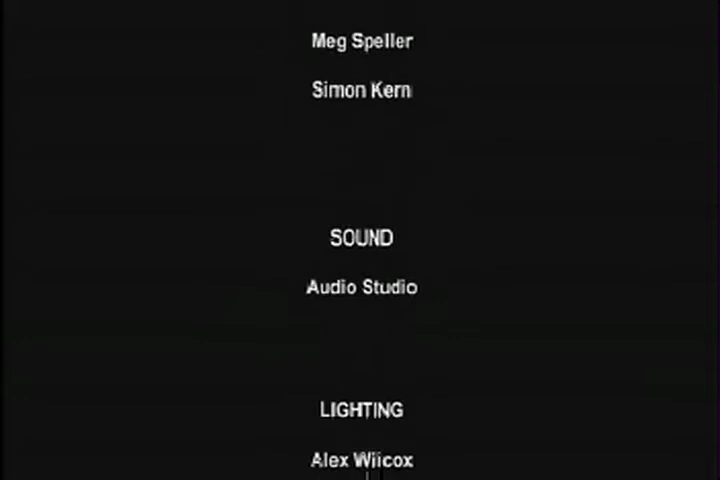 Meg Speller
Simon Kern
SOUND
Audio Studio
LIGHTING
Alex Wilcox